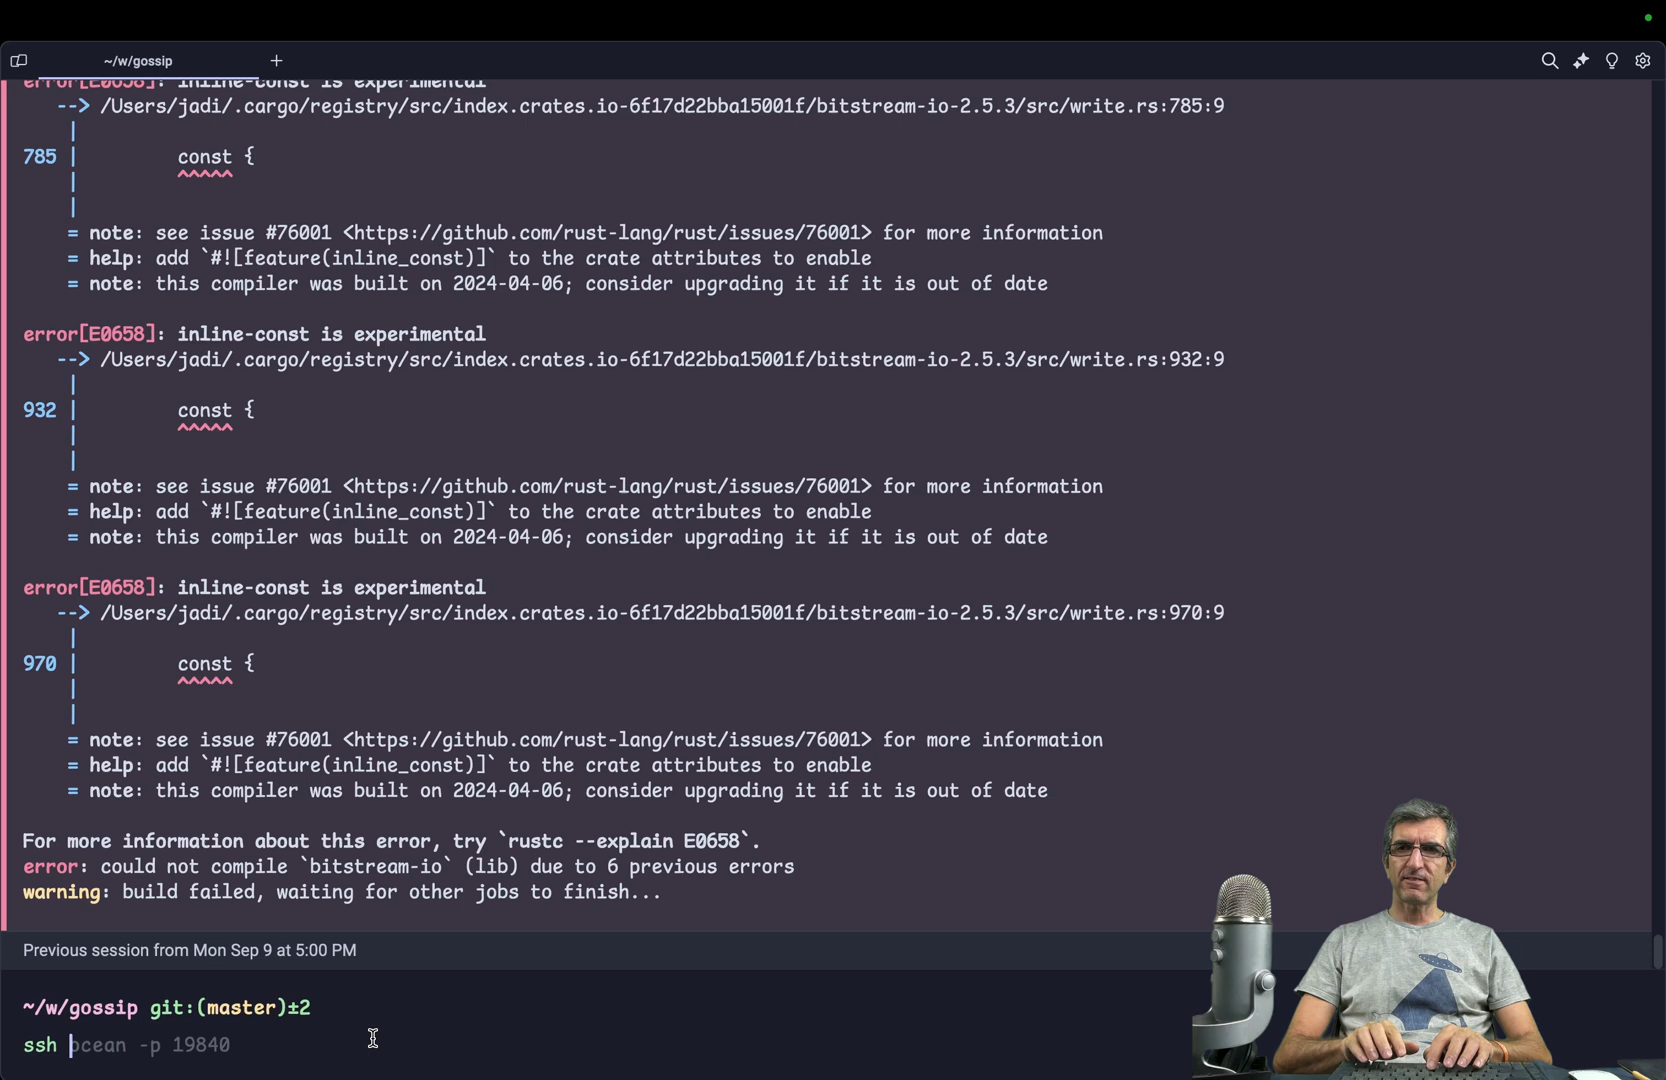 ~/w/gossip
error[E0658]: inline-const is experimental
--> /Users/jadi/.cargo/registry/src/index.crates.io-6f17d22bba15001f/bitstream-io-2.5.3/src/write.rs:785:9
|
785 | const {
| ^^^^^
|
= note: see issue #76001 <https://github.com/rust-lang/rust/issues/76001> for more information
= help: add `#![feature(inline_const)]` to the crate attributes to enable
= note: this compiler was built on 2024-04-06; consider upgrading it if it is out of date
error[E0658]: inline-const is experimental
--> /Users/jadi/.cargo/registry/src/index.crates.io-6f17d22bba15001f/bitstream-io-2.5.3/src/write.rs:932:9
|
932 | const {
| ^^^^^
|
= note: see issue #76001 <https://github.com/rust-lang/rust/issues/76001> for more information
= help: add `#![feature(inline_const)]` to the crate attributes to enable
= note: this compiler was built on 2024-04-06; consider upgrading it if it is out of date
error[E0658]: inline-const is experimental
--> /Users/jadi/.cargo/registry/src/index.crates.io-6f17d22bba15001f/bitstream-io-2.5.3/src/write.rs:970:9
|
970 | const {
| ^^^^^
|
= note: see issue #76001 <https://github.com/rust-lang/rust/issues/76001> for more information
= help: add `#![feature(inline_const)]` to the crate attributes to enable
= note: this compiler was built on 2024-04-06; consider upgrading it if it is out of date
For more information about this error, try `rustc --explain E0658`.
error: could not compile `bitstream-io` (lib) due to 6 previous errors
warning: build failed, waiting for other jobs to finish...
Previous session from Mon Sep 9 at 5:00 PM
~/w/gossip git:(master)±2
ssh ocean -p 19840